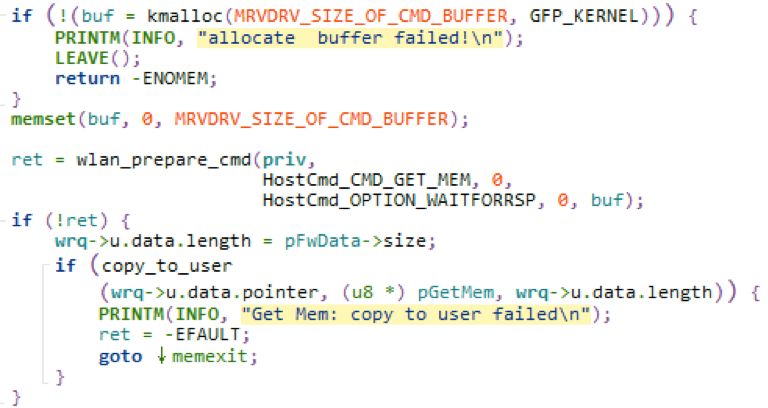 if (!(buf = kmalloc(MRVDRV_SIZE_OF_CMD_BUFFER, GFP_KERNEL))) {
PRINTM(INFO, "allocate  buffer failed!\n");
LEAVE();
return -ENOMEM;
}
memset(buf, 0, MRVDRV_SIZE_OF_CMD_BUFFER);
ret = wlan_prepare_cmd(priv,
HostCmd_CMD_GET_MEM, 0,
HostCmd_OPTION_WAITFORRSP, 0, buf);
if (!ret) {
wrq->u.data.length = pFwData->size;
if (copy_to_user
(wrq->u.data.pointer, (u8 *) pGetMem, wrq->u.data.length)) {
PRINTM(INFO, "Get Mem: copy to user failed\n");
ret = -EFAULT;
goto ↓memexit;
}
}